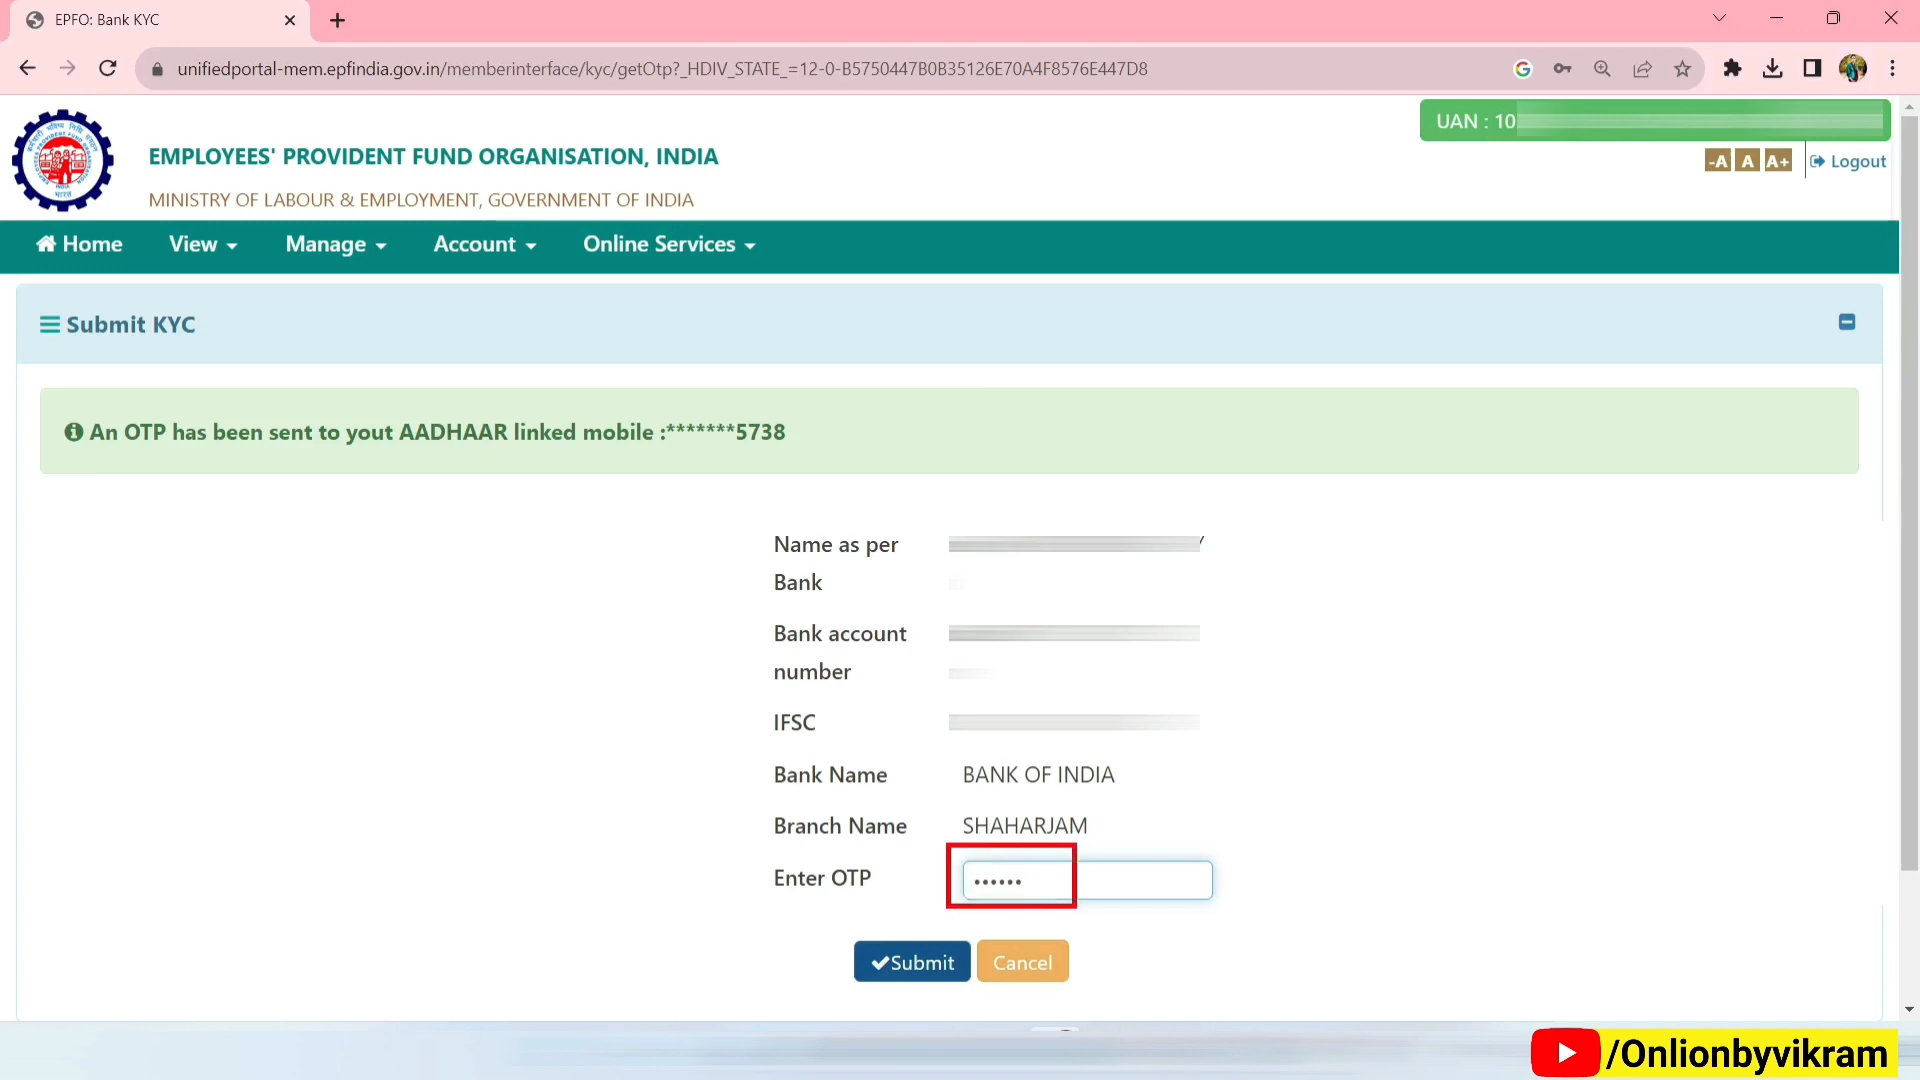 EPFO: Bank KYC
unifiedportal-mem.epfindia.gov.in/memberinterface/kyc/getOtp?_HDIV_STATE_=12-0-B5750447B0B35126E70A4F8576E447D8
UAN : 10
EMPLOYEES' PROVIDENT FUND ORGANISATION, INDIA
-A A A+ Logout
MINISTRY OF LABOUR & EMPLOYMENT, GOVERNMENT OF INDIA
Home View Manage Account Online Services
Submit KYC
An OTP has been sent to yout AADHAAR linked mobile :*******5738
Name as per
Bank
Bank account
number
IFSC
Bank Name BANK OF INDIA
Branch Name SHAHARJAM
Enter OTP ••••••
Submit Cancel
/Onlionbyvikram